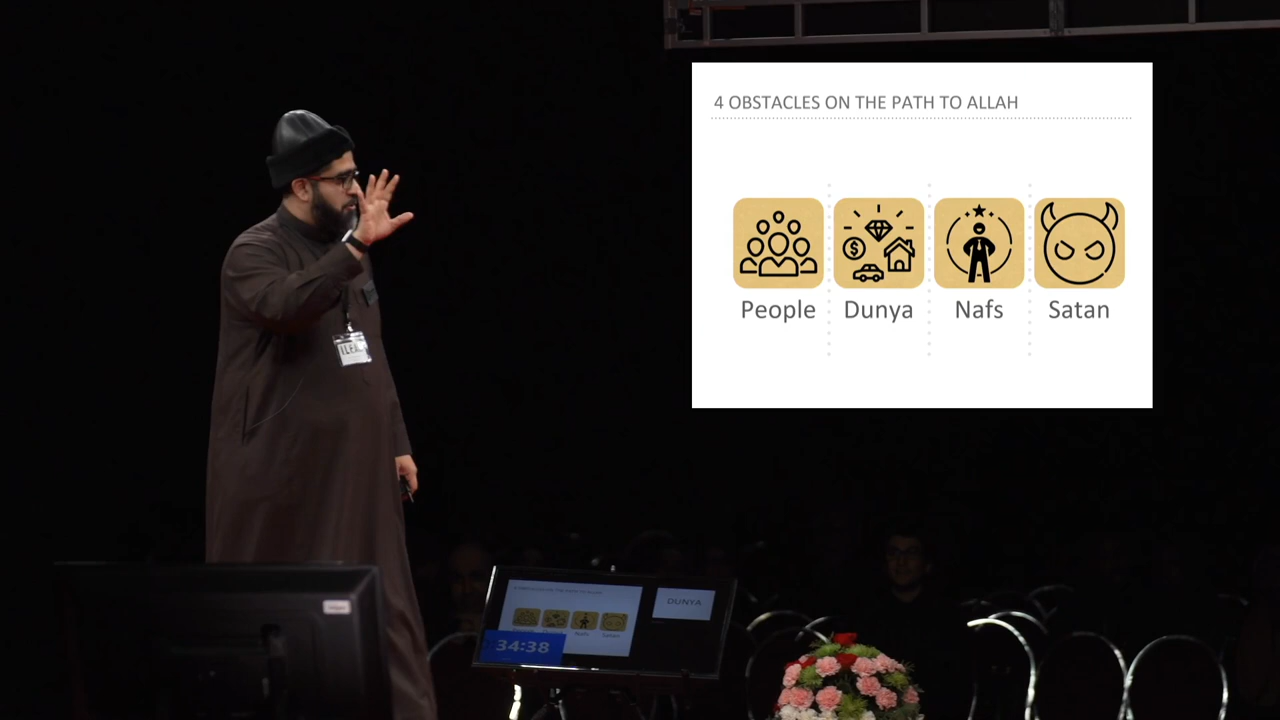 4 OBSTACLES ON THE PATH TO ALLAH
People
Dunya
Nafs
Satan
DUNYA
34:38